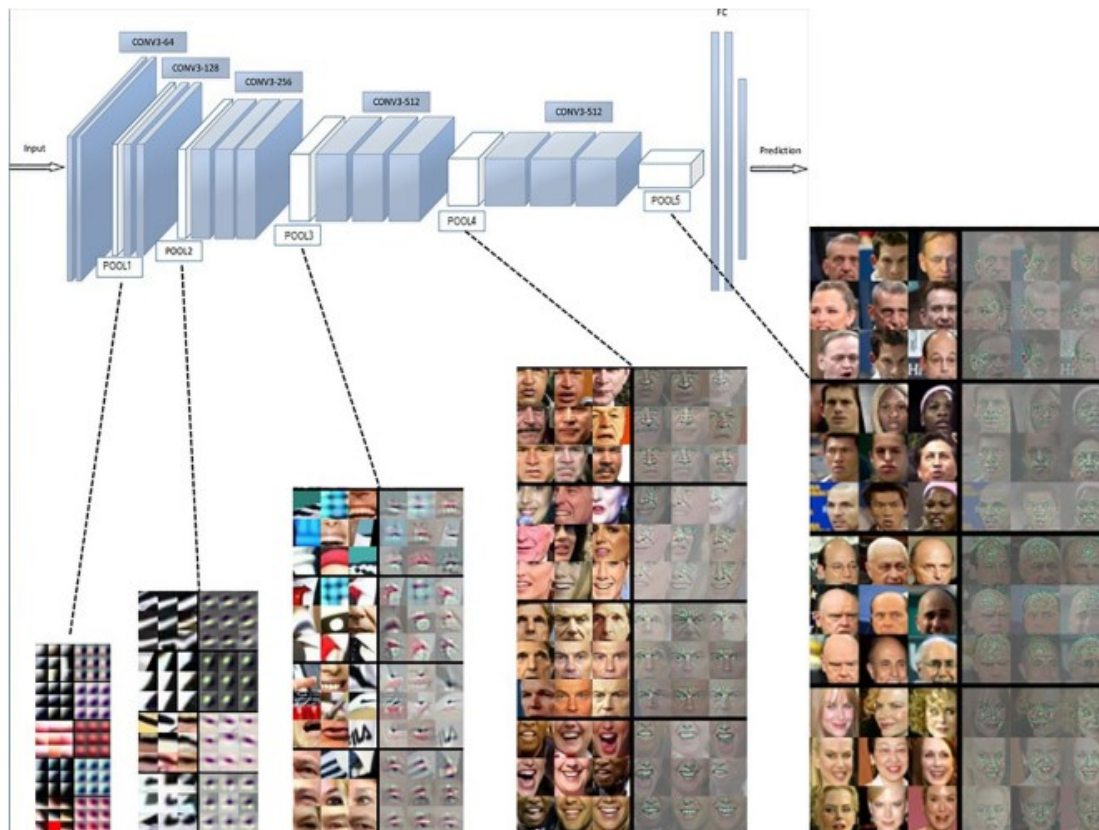 FC
CONV3-64
CONV3-128
CONV3-256
CONV3-512
CONV3-512
Input
Prediction
POOL1
POOL2
POOL3
POOL4
POOL5